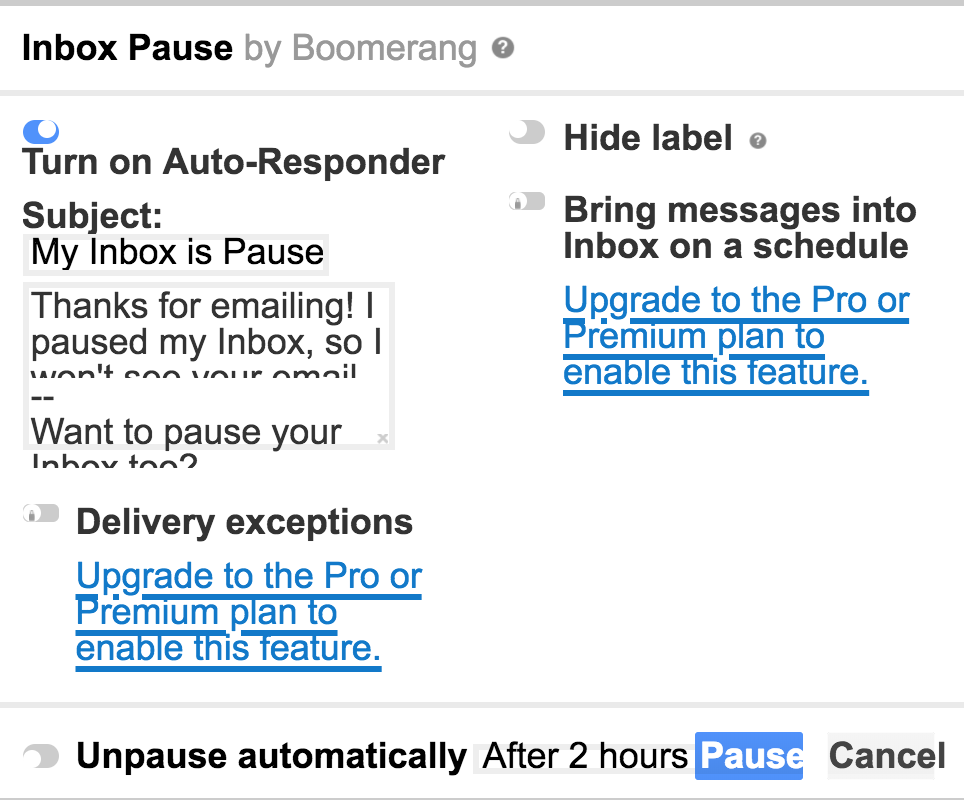 Inbox Pause by Boomerang ?
Turn on Auto-Responder
Subject:
My Inbox is Pause
Thanks for emailing! I
paused my Inbox, so I
won't see your email
--
Want to pause your
Inbox too?
Delivery exceptions
Upgrade to the Pro or
Premium plan to
enable this feature.
Hide label ?
Bring messages into
Inbox on a schedule
Upgrade to the Pro or
Premium plan to
enable this feature.
Unpause automatically After 2 hours Pause Cancel